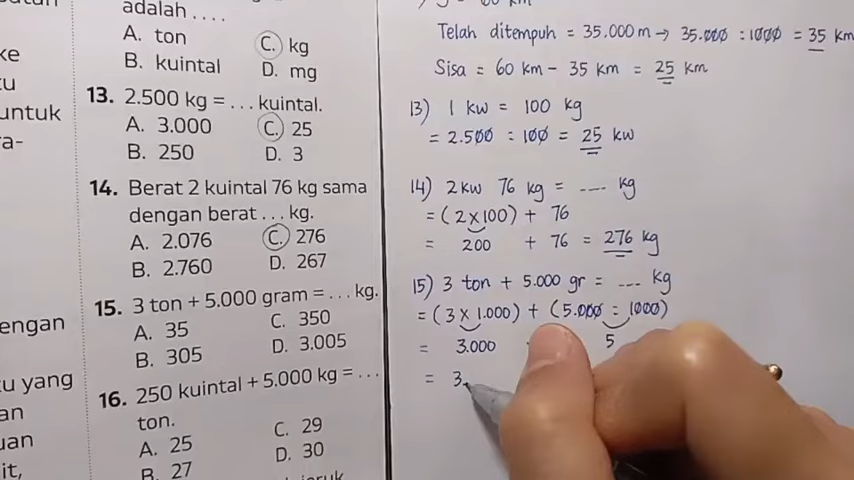 adalah ....
A. ton
C. kg
B. kuintal
D. mg
13. 2.500 kg = ... kuintal.
A. 3.000
C. 25
B. 250
D. 3
14. Berat 2 kuintal 76 kg sama
dengan berat ... kg.
A. 2.076
C. 276
B. 2.760
D. 267
15. 3 ton + 5.000 gram = ... kg.
A. 35
C. 350
B. 305
D. 3.005
16. 250 kuintal + 5.000 kg = ...
ton.
A. 25
C. 29
B. 27
D. 30
ke
untuk
engan
yang
an
uan
it,
Telah ditempuh = 35.000 m → 35.000 : 1000 = 35 km
Sisa = 60 km - 35 km = 25 km
13) 1 kw = 100 kg
= 2.500 : 100 = 25 kw
14) 2 kw 76 kg = .... kg
= (2 x 100) + 76
= 200 + 76 = 276 kg
15) 3 ton + 5.000 gr = .... kg
= (3 x 1.000) + (5.000 : 1000)
= 3.000 5
= 3.